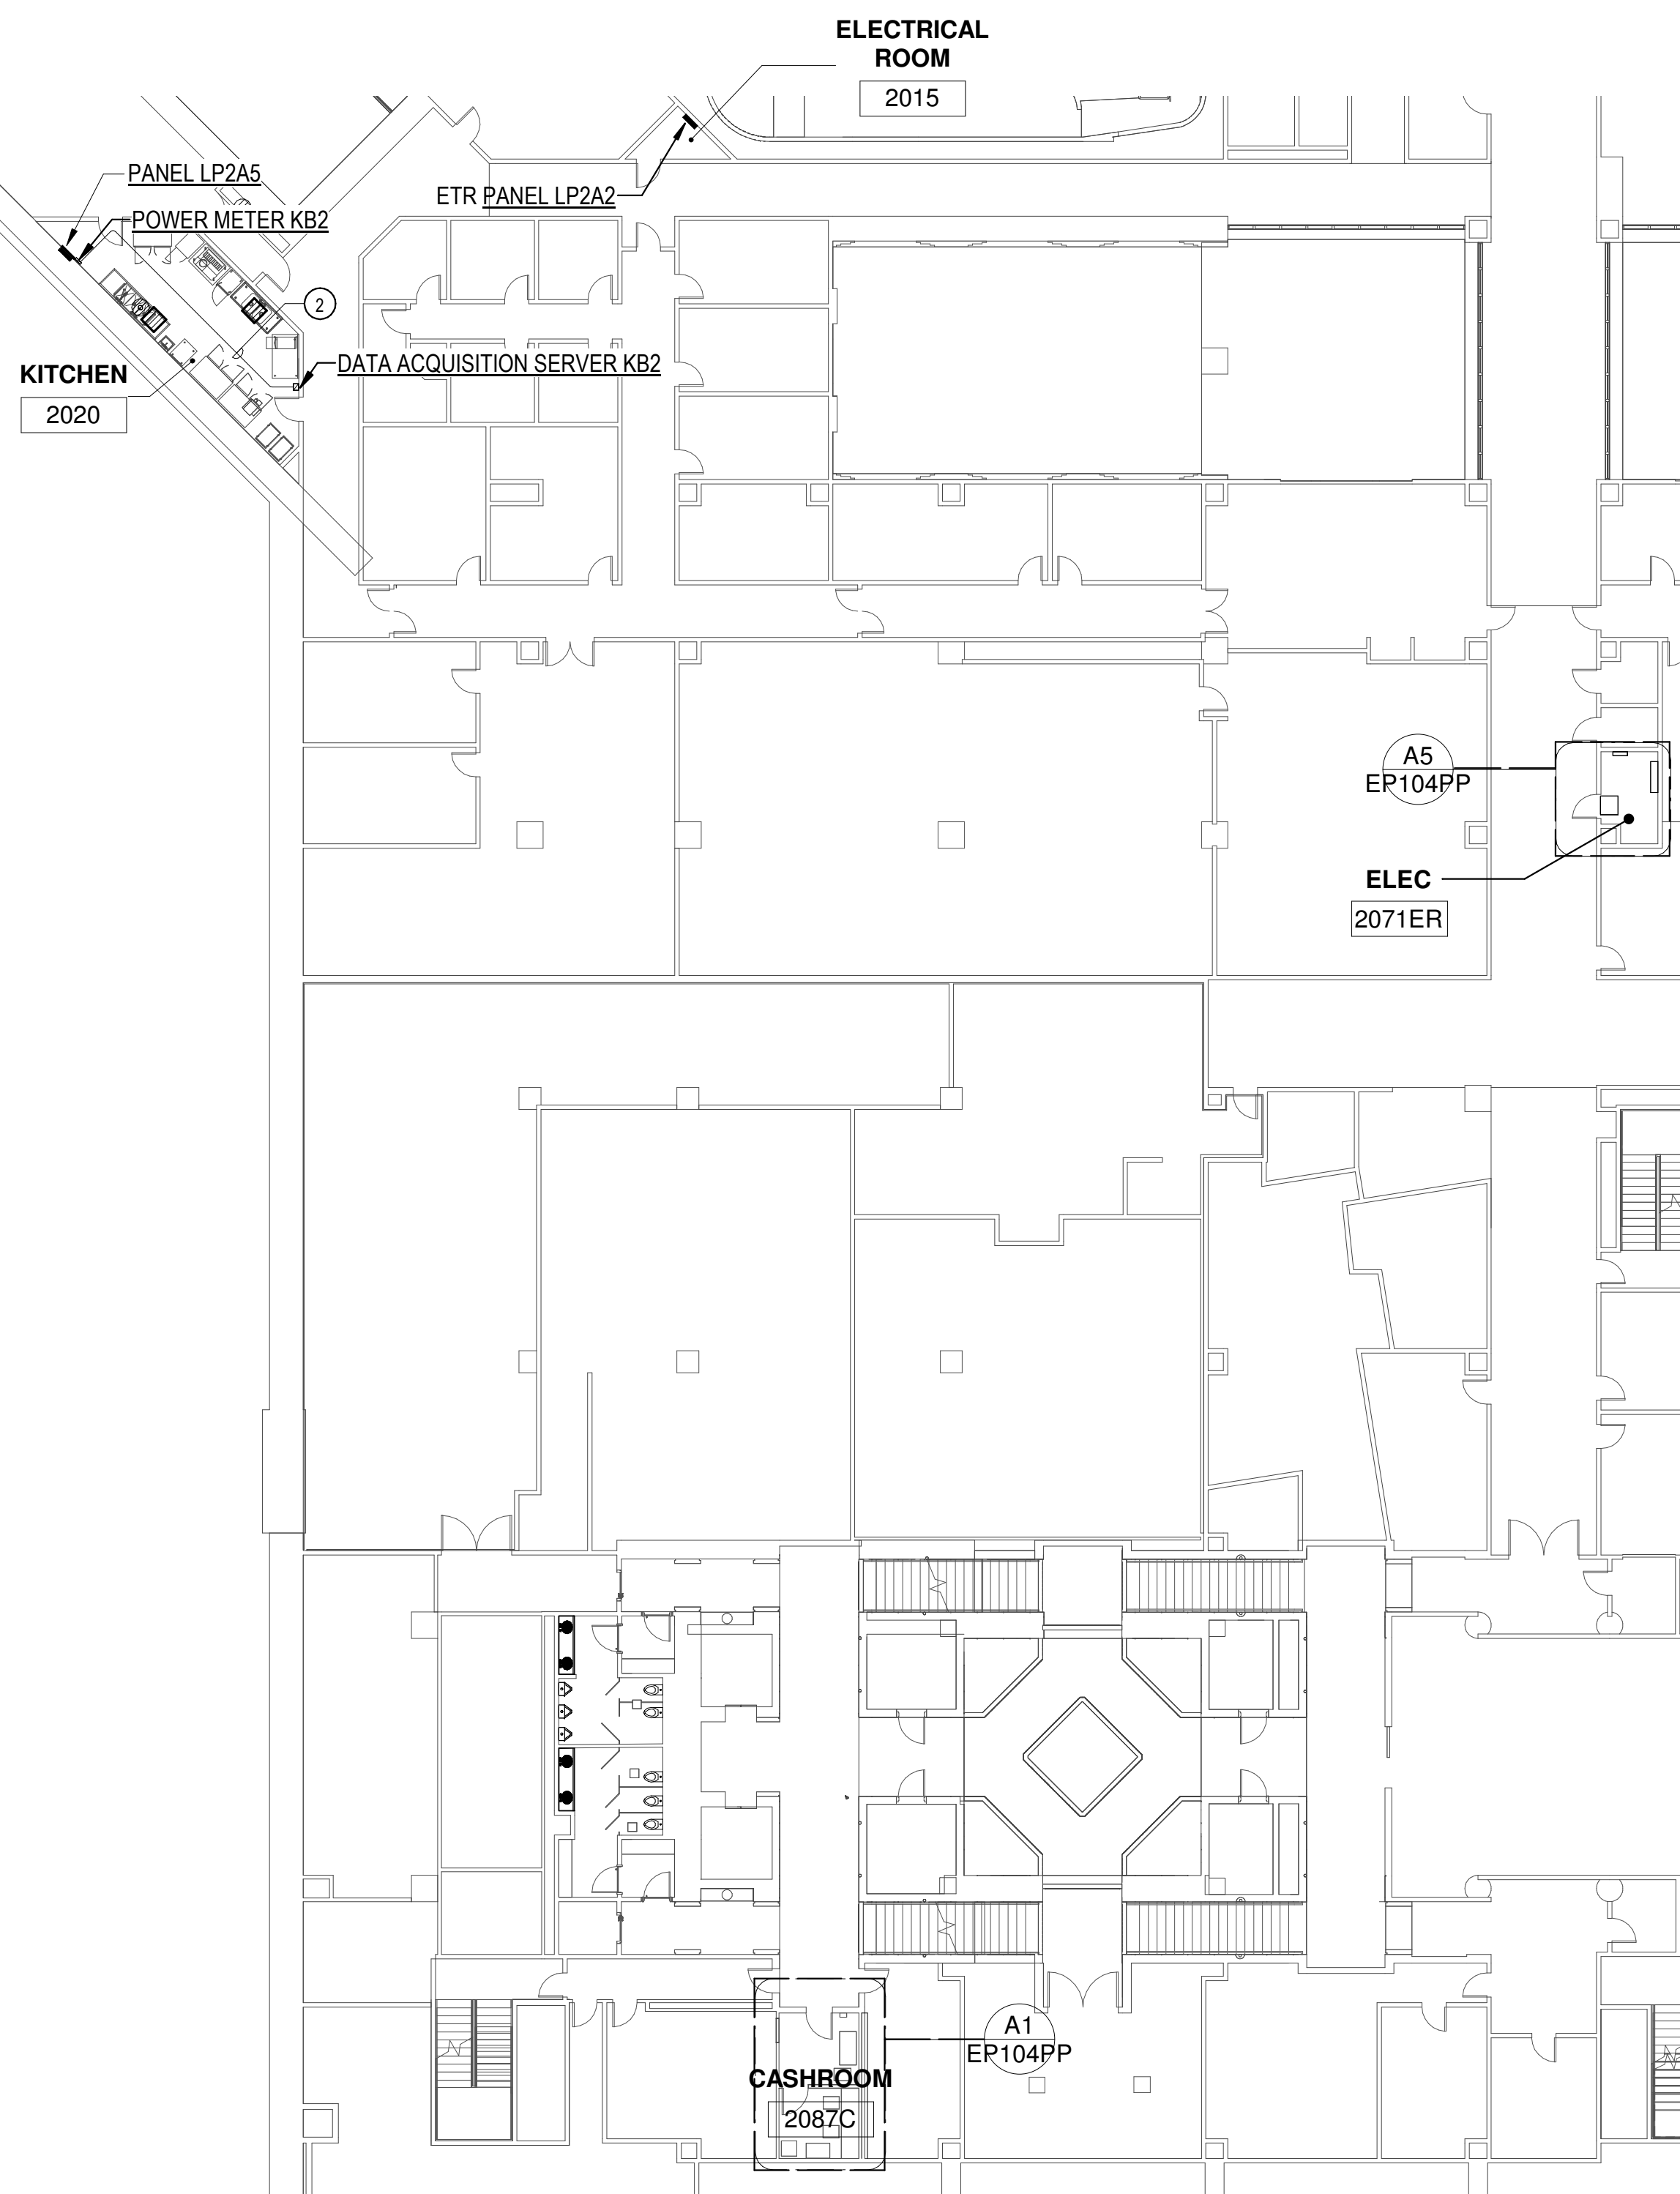 ELECTRICAL
ROOM
2015
PANEL LP2A5
ETR PANEL LP2A2
POWER METER KB2
2
DATA ACQUISITION SERVER KB2
KITCHEN
2020
A5
EP104PP
ELEC
2071ER
A1
EP104PP
CASHROOM
2087C